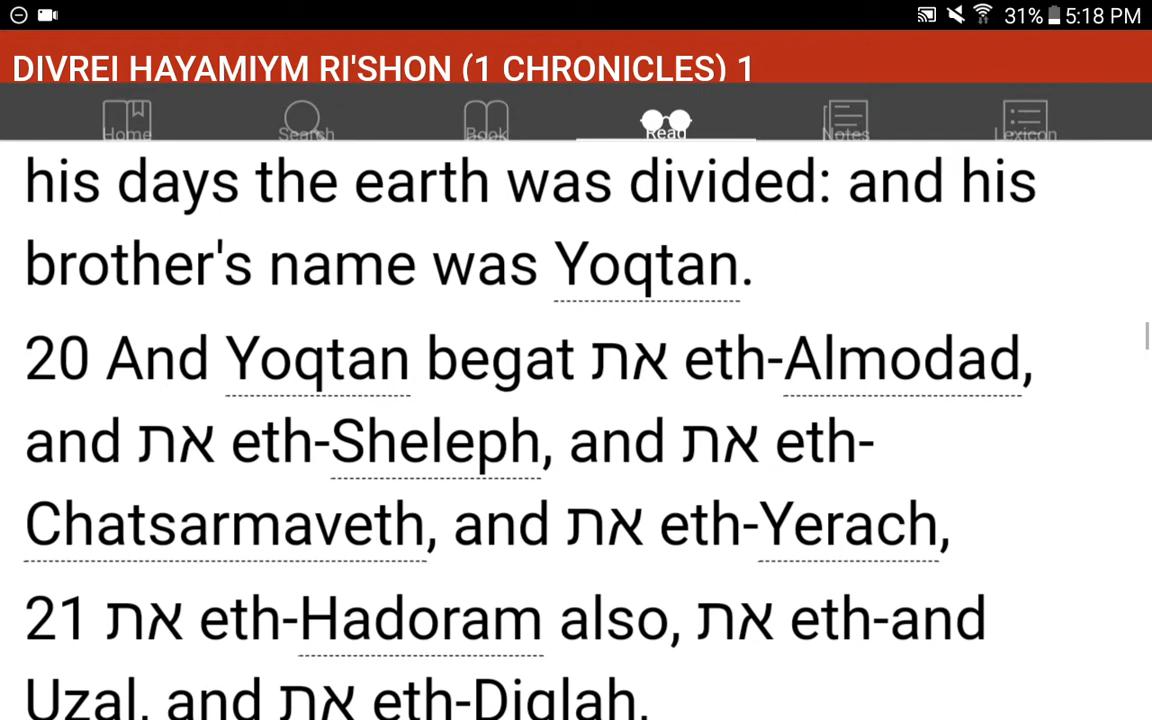 31% 5:18 PM
DIVREI HAYAMIYM RI'SHON (1 CHRONICLES) 1
Home Search Book Read Notes Lexicon
his days the earth was divided: and his
brother's name was Yoqtan.
20 And Yoqtan begat את eth-Almodad,
and את eth-Sheleph, and את eth-
Chatsarmaveth, and את eth-Yerach,
21 את eth-Hadoram also, את eth-and
Uzal, and את eth-Diqlah,